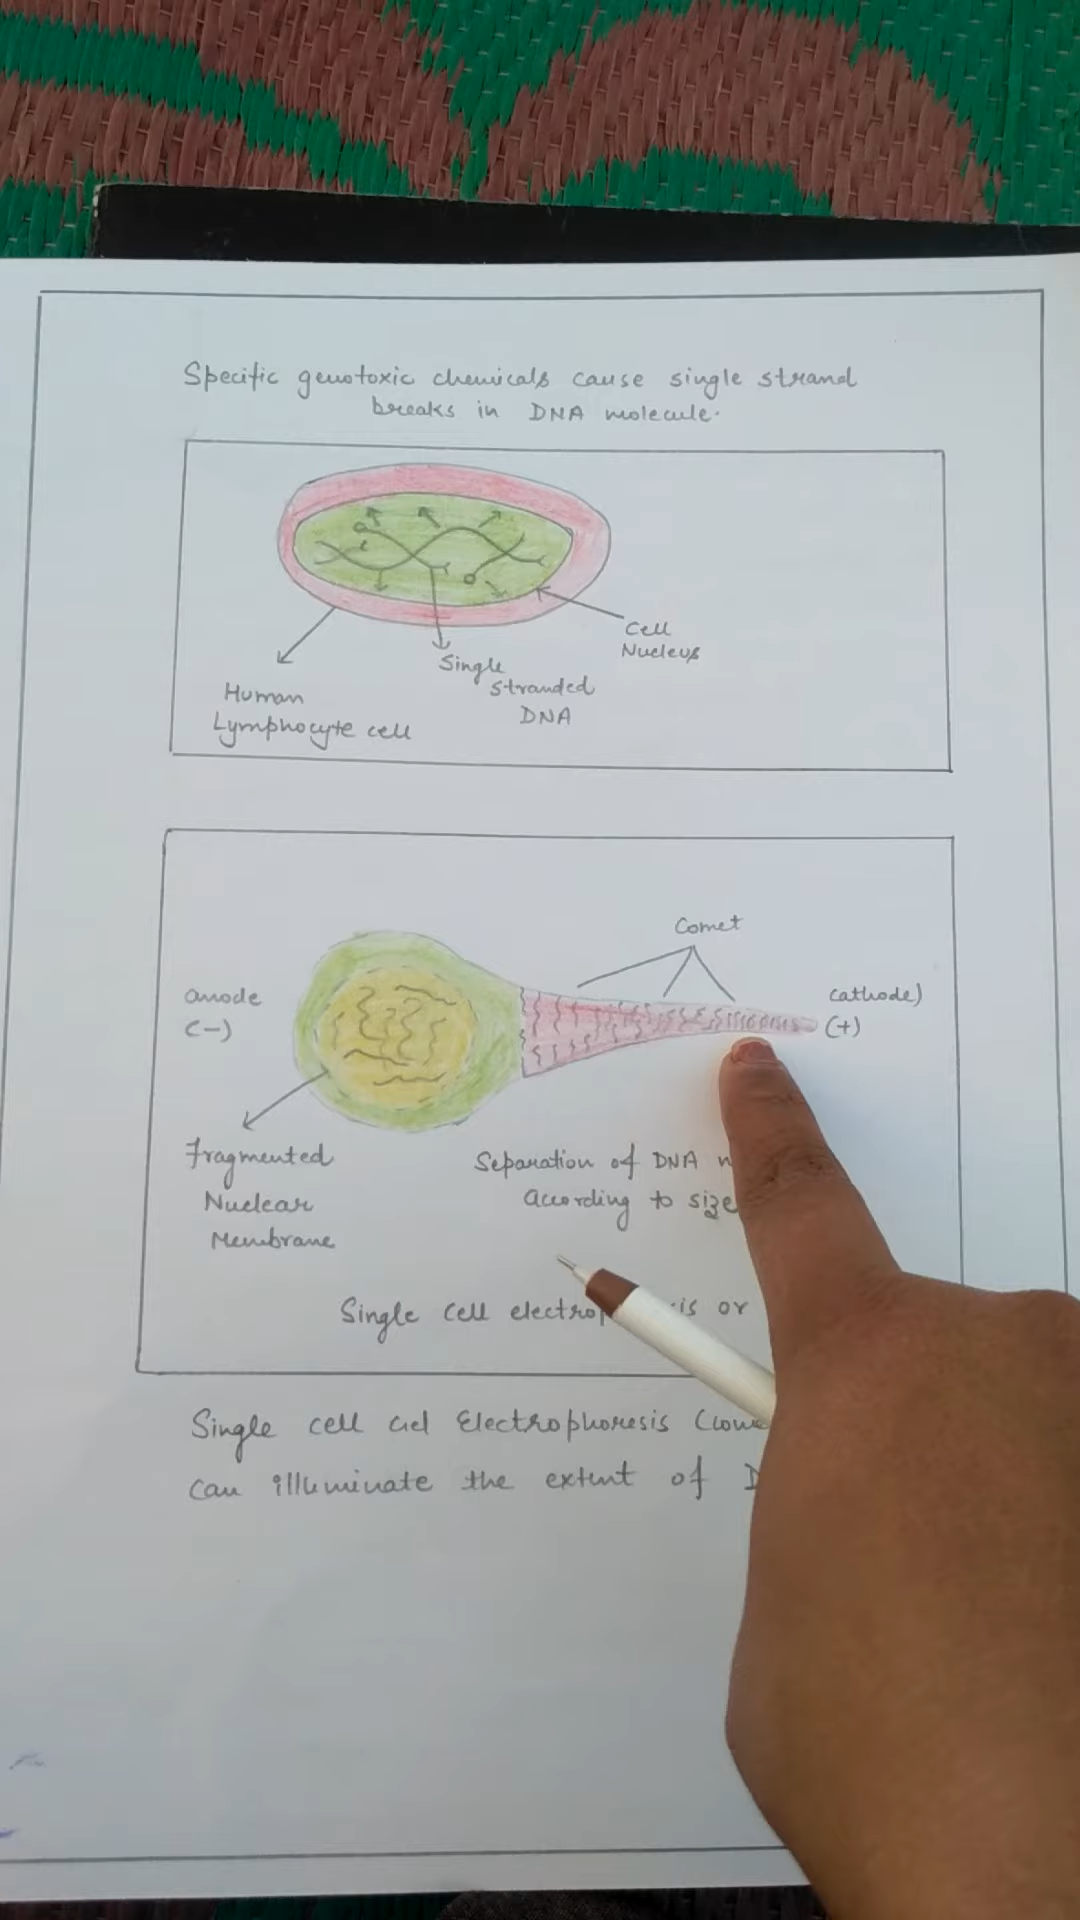 Specific genotoxic chemicals cause single strand
breaks in DNA molecule.
Cell
Nucleus
Single
stranded
DNA
Human
Lymphocyte cell
Comet
anode
(-)
cathode)
(+)
Fragmented
Nuclear
Membrane
Separation of DNA
According to size
Single cell or
Single cell Gel Electrophoresis
can illuminate the extent of